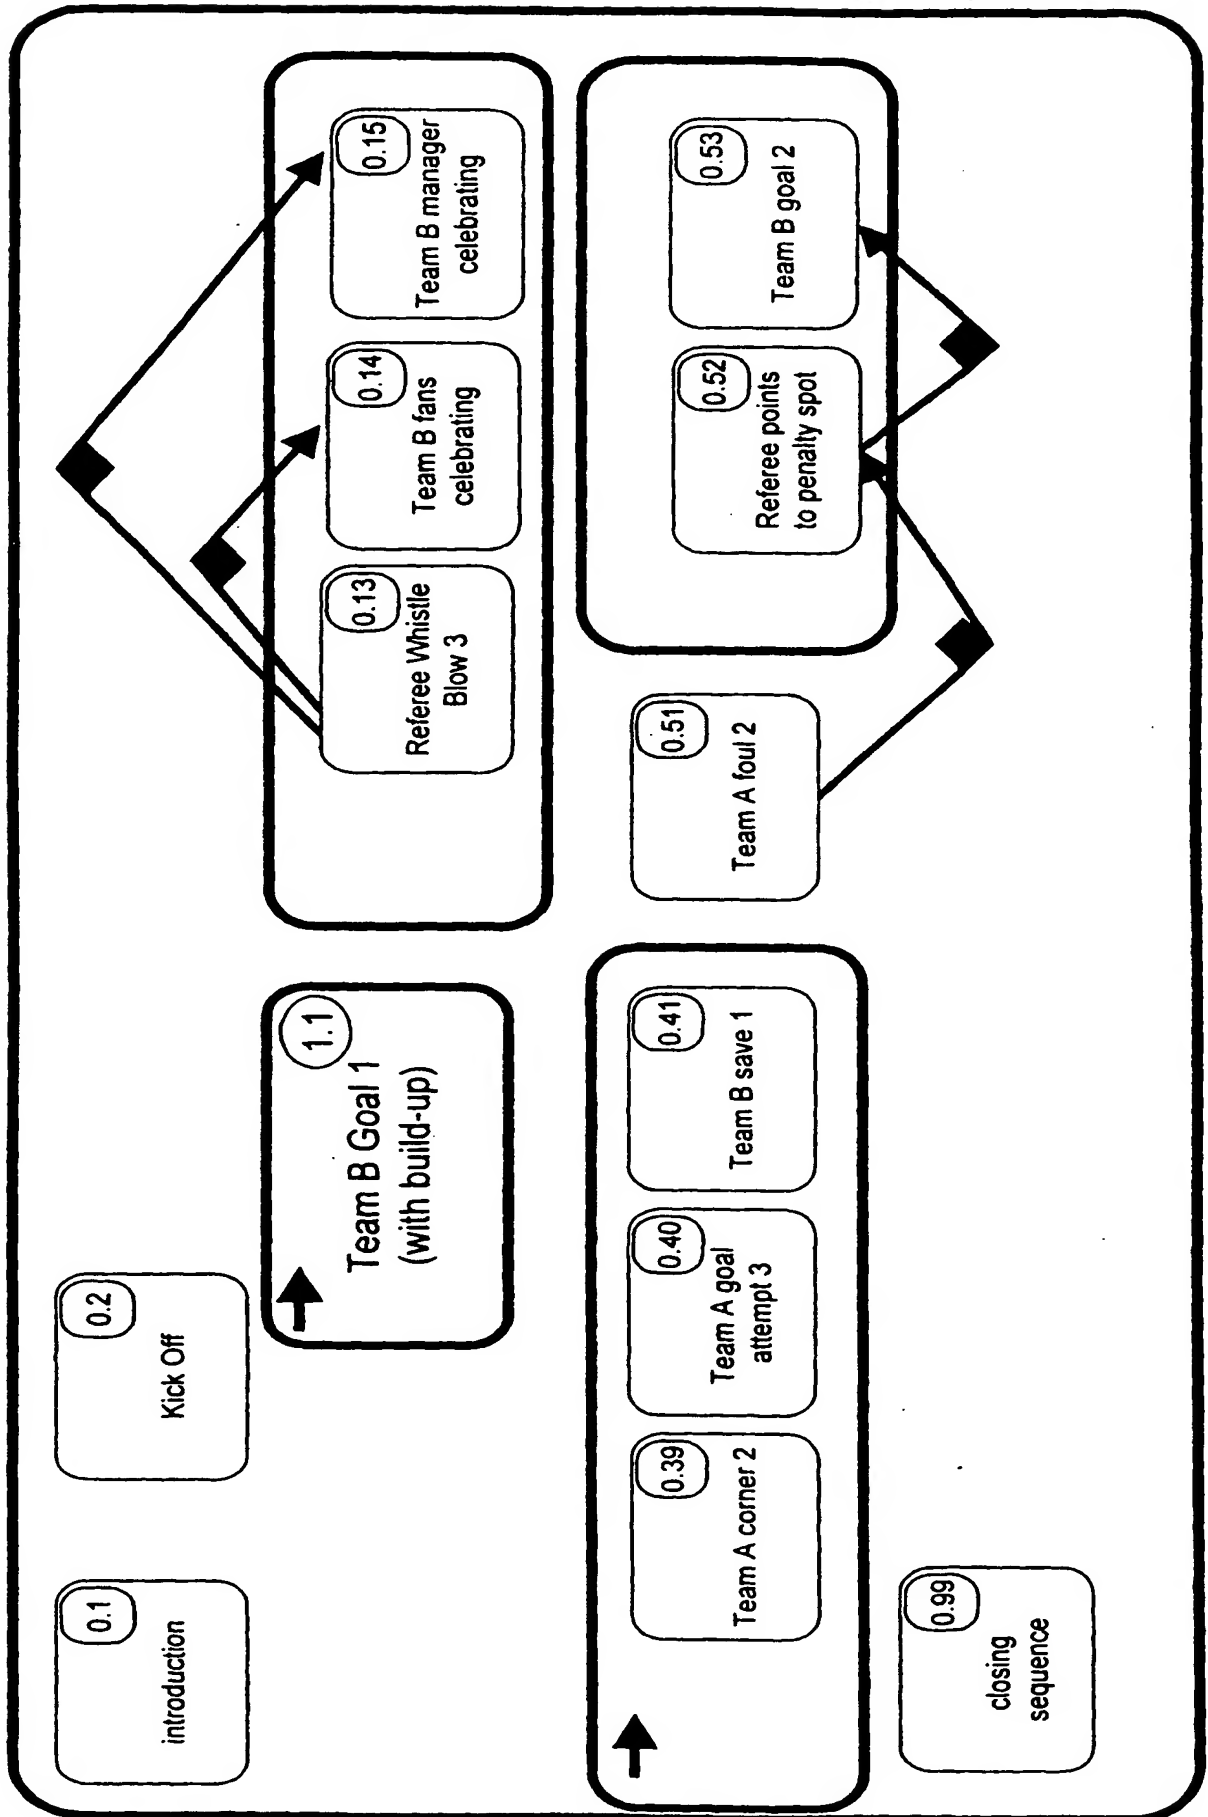 0.1
introduction
0.2
Kick Off
1.1
Team B Goal 1
(with build-up)
0.13
Referee Whistle
Blow 3
0.14
Team B fans
celebrating
0.15
Team B manager
celebrating
0.39
Team A corner 2
0.40
Team A goal
attempt 3
0.41
Team B save 1
0.51
Team A foul 2
0.52
Referee points
to penalty spot
0.53
Team B goal 2
0.99
closing
sequence